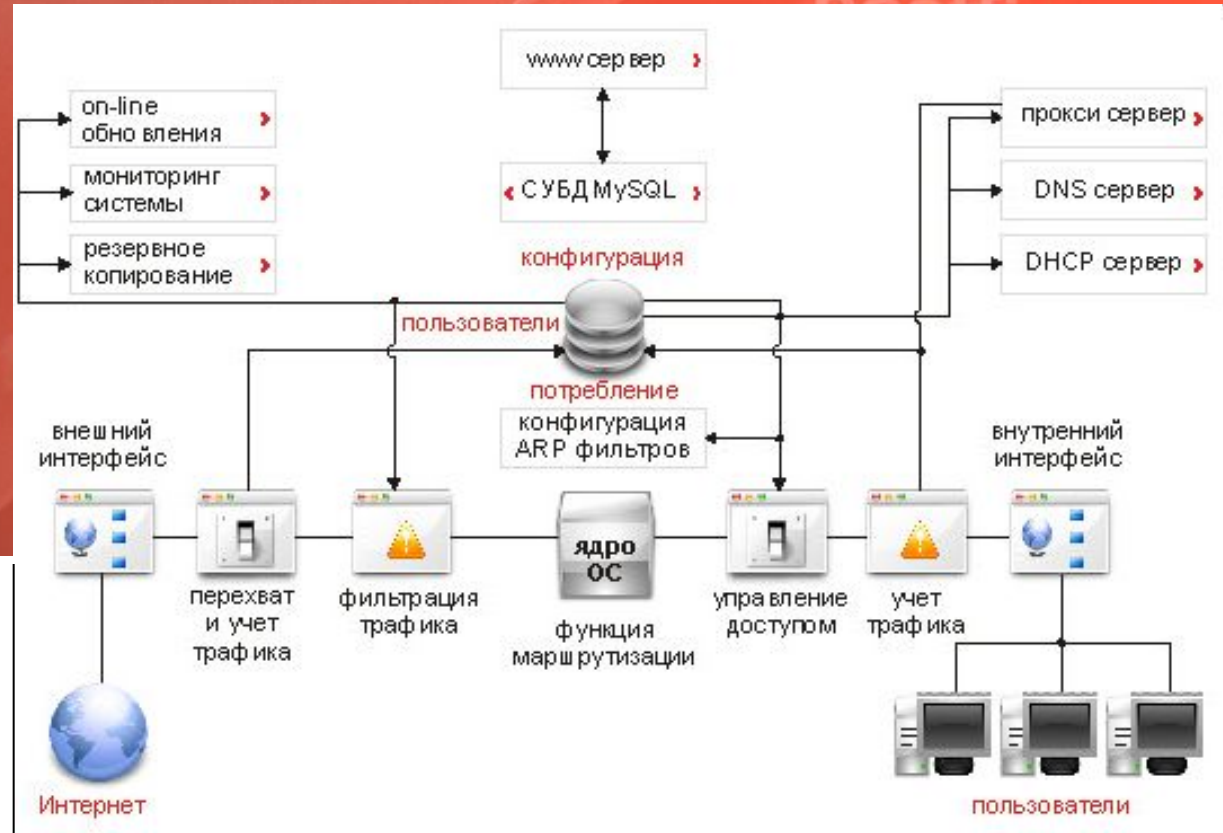 www сервер
on-line
обновления
мониторинг
системы
резервное
копирование
СУБД MySQL
прокси сервер
DNS сервер
DHCP сервер
конфигурация
пользователи
потребление
конфигурация
ARP фильтров
внешний
интерфейс
внутренний
интерфейс
ядро
ОС
перехват
и учет
трафика
фильтрация
трафика
функция
маршрутизации
управление
доступом
учет
трафика
Интернет
пользователи